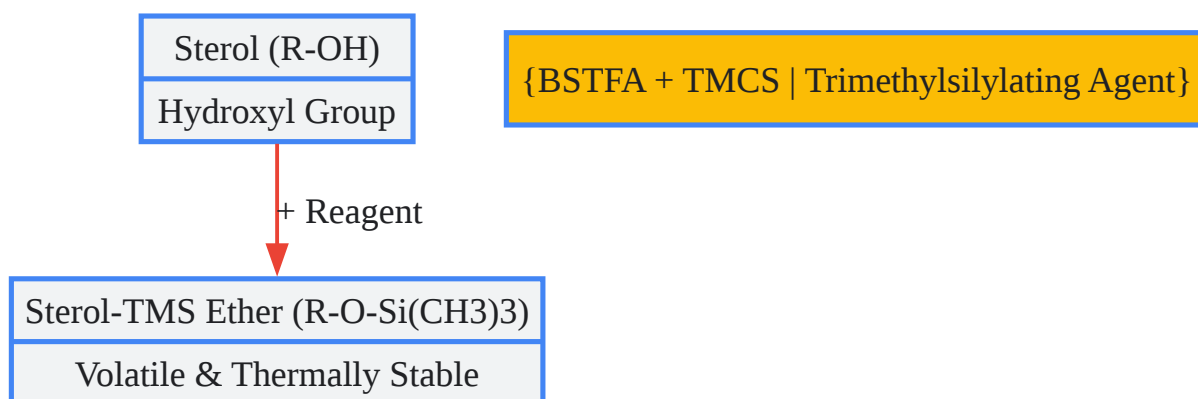 Sterol (R-OH)
Hydroxyl Group
{BSTFA + TMCS | Trimethylsilylating Agent}
+ Reagent
Sterol-TMS Ether (R-O-Si(CH3)3)
Volatile & Thermally Stable